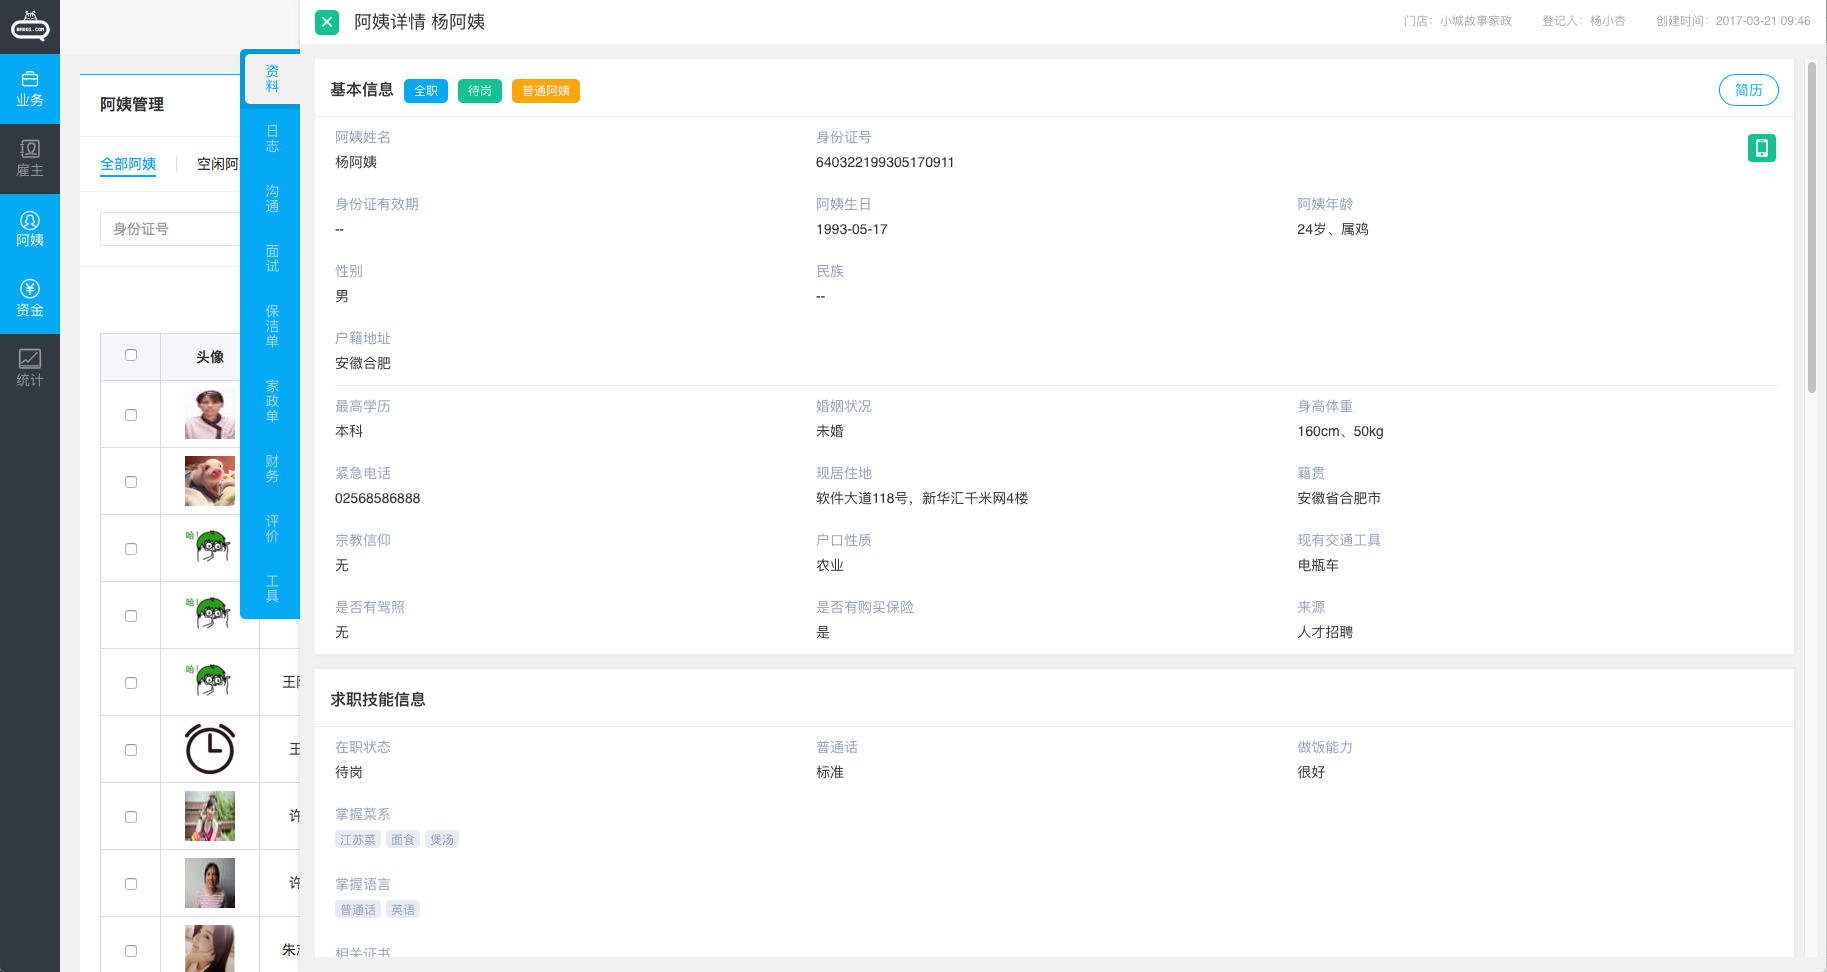 阿姨详情 杨阿姨
门店：小城故事家政
登记人：杨小杏
创建时间：2017-03-21 09:46
业务
雇主
阿姨
资金
统计
阿姨管理
全部阿姨
空闲阿
身份证号
头像
王
许
许
资料
日志
沟通
面试
保洁单
家政单
财务
评价
工具
基本信息
全职
待岗
普通阿姨
简历
阿姨姓名
身份证号
杨阿姨
640322199305170911
身份证有效期
阿姨生日
阿姨年龄
--
1993-05-17
24岁、属鸡
性别
民族
男
--
户籍地址
安徽合肥
最高学历
婚姻状况
身高体重
本科
未婚
160cm、50kg
紧急电话
现居住地
籍贯
02568586888
软件大道118号，新华汇千米网4楼
安徽省合肥市
宗教信仰
户口性质
现有交通工具
无
农业
电瓶车
是否有驾照
是否有购买保险
来源
无
是
人才招聘
求职技能信息
在职状态
普通话
做饭能力
待岗
标准
很好
掌握菜系
江苏菜
面食
煲汤
掌握语言
普通话
英语
相关证书